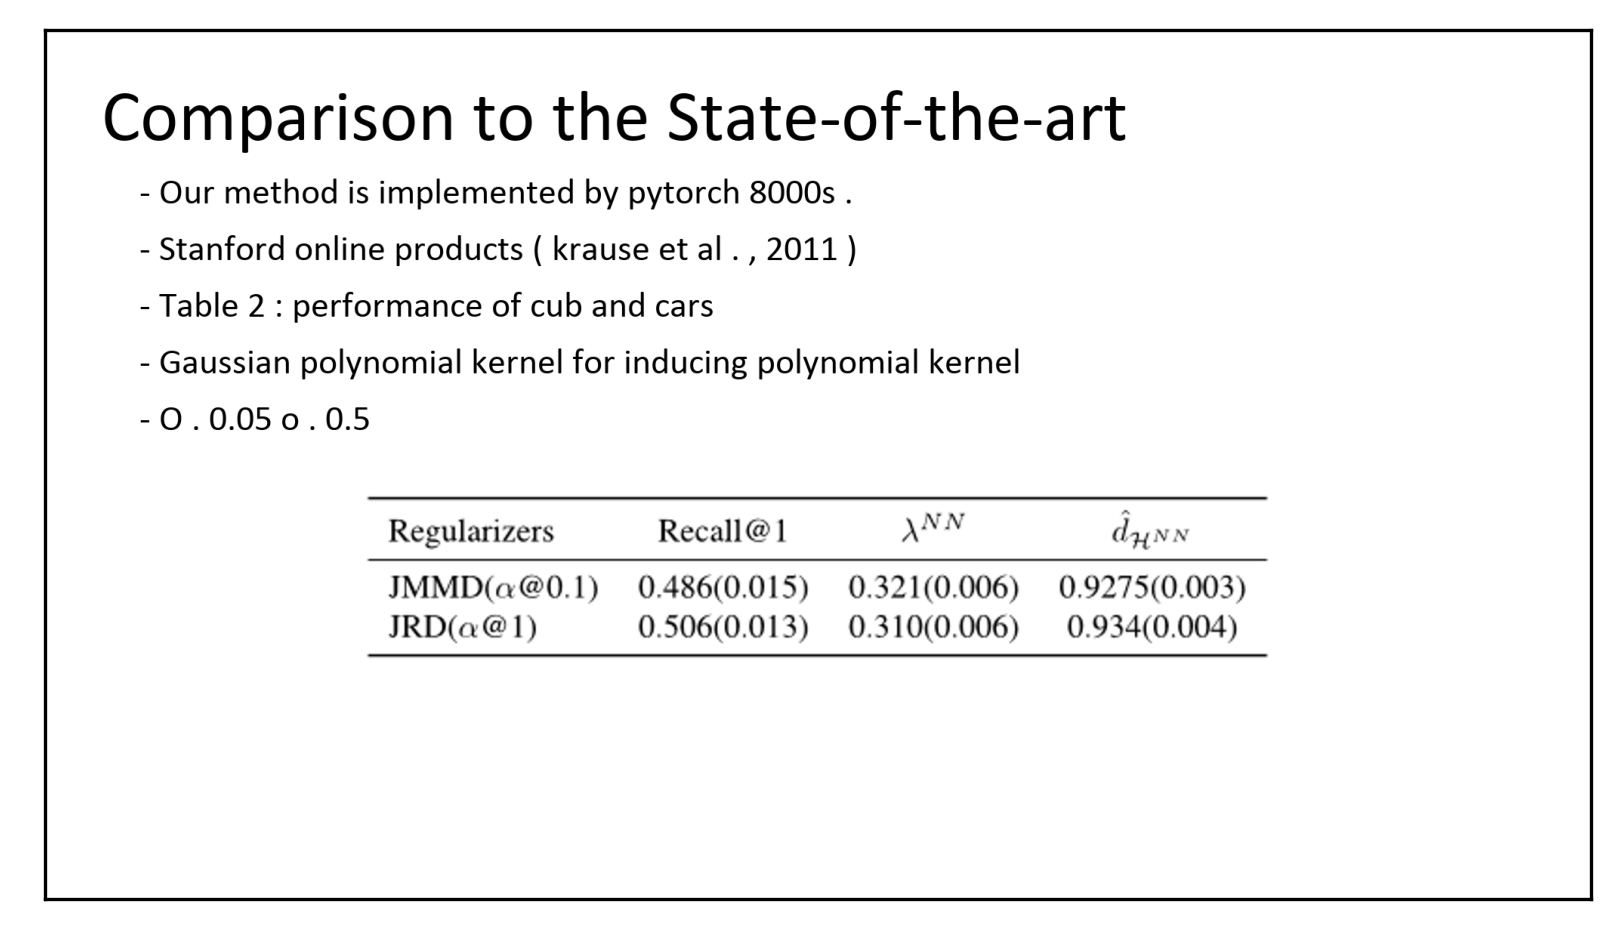 Comparison to the State-of-the-art
- Our method is implemented by pytorch 8000s .
- Stanford online products ( krause et al . , 2011 )
- Table 2 : performance of cub and cars
- Gaussian polynomial kernel for inducing polynomial kernel
- O . 0.05 o . 0.5
Regularizers Recall@1 λ^{NN} \hat{d}_{\mathcal{H}^{NN}}
JMMD(α@0.1) 0.486(0.015) 0.321(0.006) 0.9275(0.003)
JRD(α@1) 0.506(0.013) 0.310(0.006) 0.934(0.004)